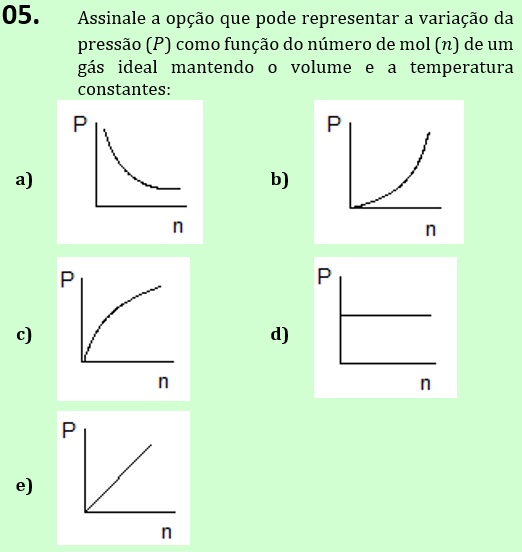 05. Assinale a opção que pode representar a variação da
pressão (P) como função do número de mol (n) de um
gás ideal mantendo o volume e a temperatura
constantes:
a) P n
b) P n
c) P n
d) P n
e) P n